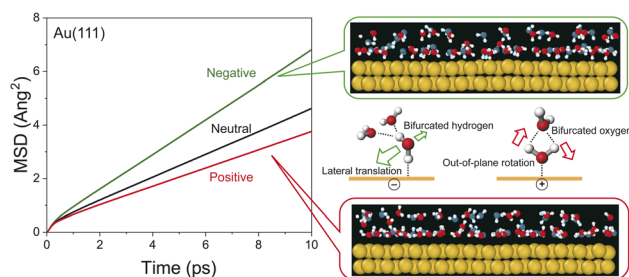 Au(111)
MSD (Ang²)
8
6
4
2
0
Negative
Neutral
Positive
0 2 4 6 8 10
Time (ps)
Bifurcated hydrogen
Lateral translation
−
Bifurcated oxygen
Out-of-plane rotation
+